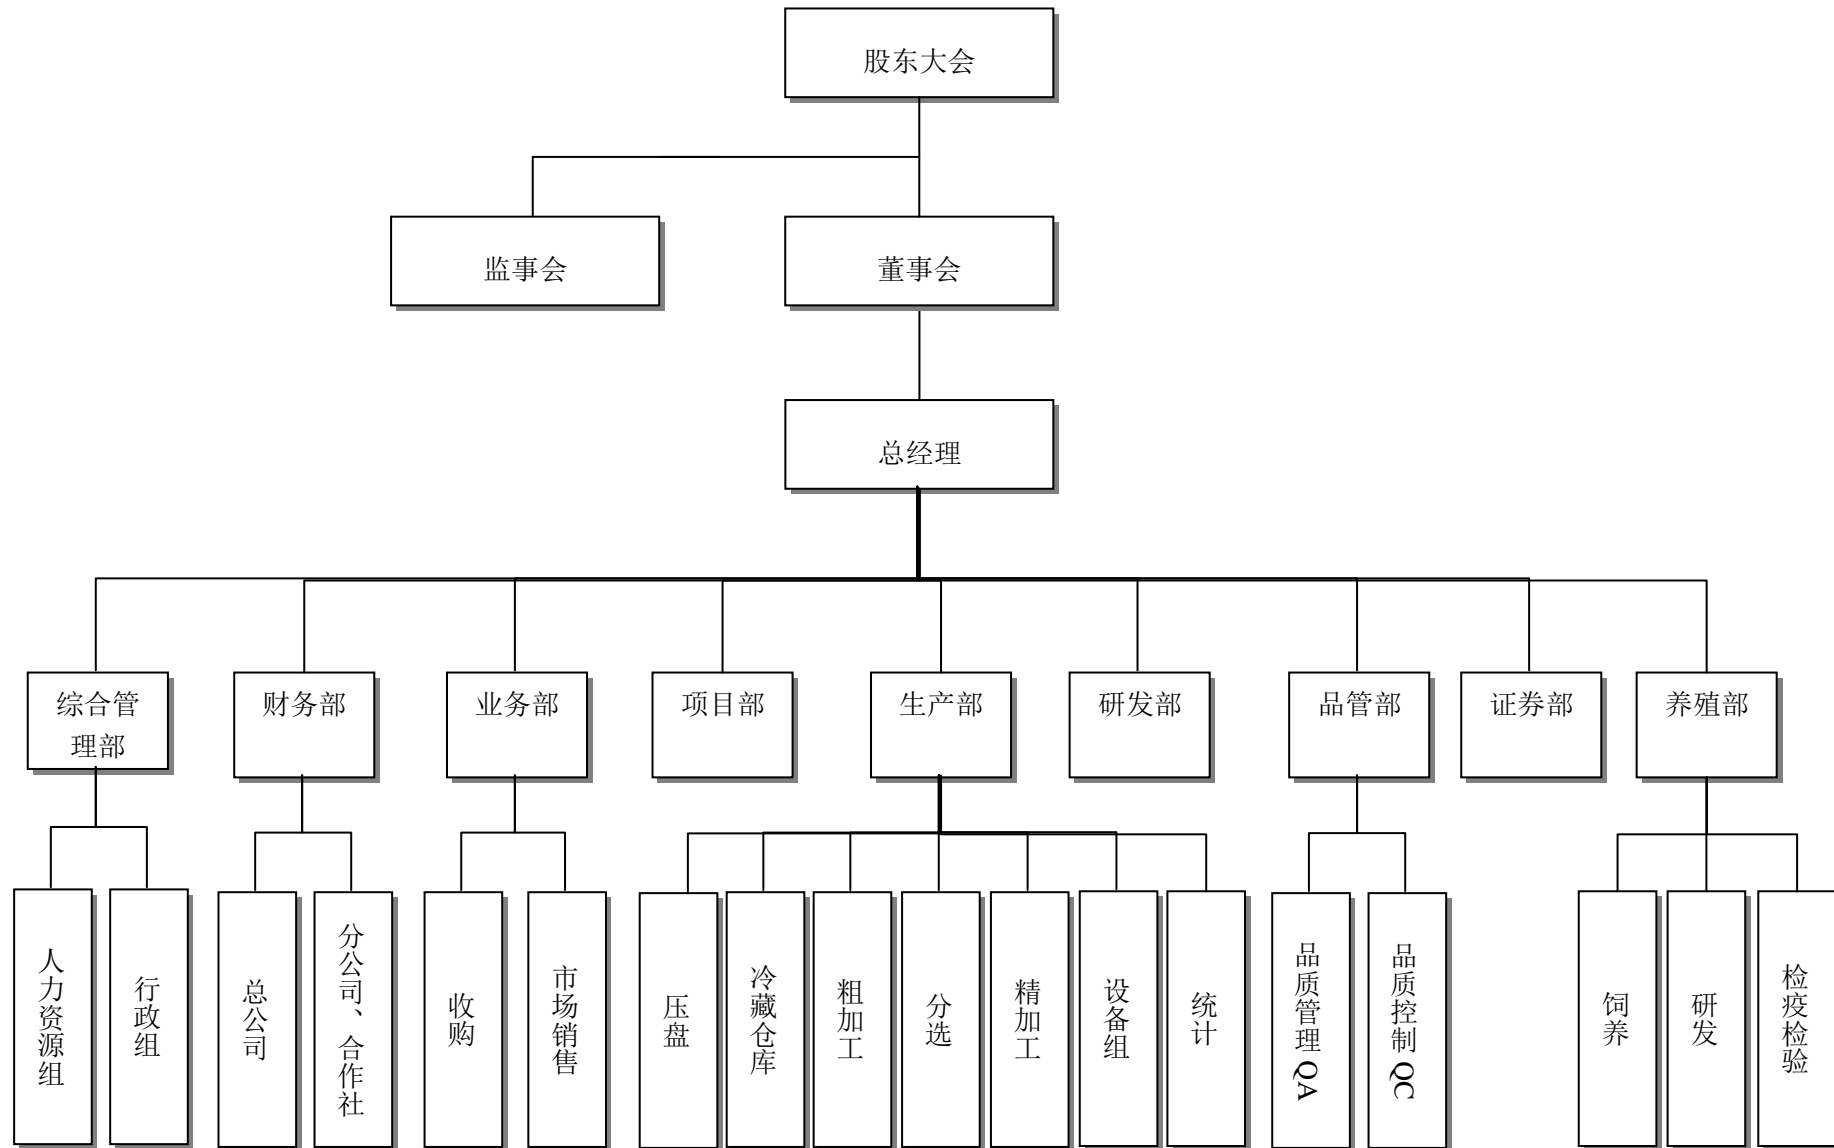 股东大会
监事会
董事会
总经理
综合管
理部
财务部
业务部
项目部
生产部
研发部
品管部
证券部
养殖部
人力资源组
行政组
总公司
分公司、合作社
收购
市场销售
压盘
冷藏仓库
粗加工
分选
精加工
设备组
统计
品质管理 QA
品质控制 QC
饲养
研发
检疫检验